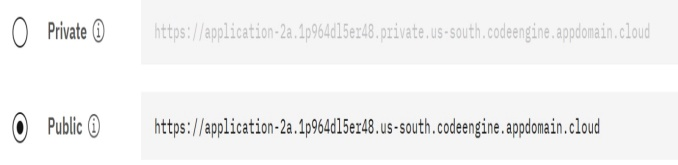 Private https://application-2a.1p964dl5er48.private.us-south.codeengine.appdomain.cloud
Public https://application-2a.1p964dl5er48.us-south.codeengine.appdomain.cloud